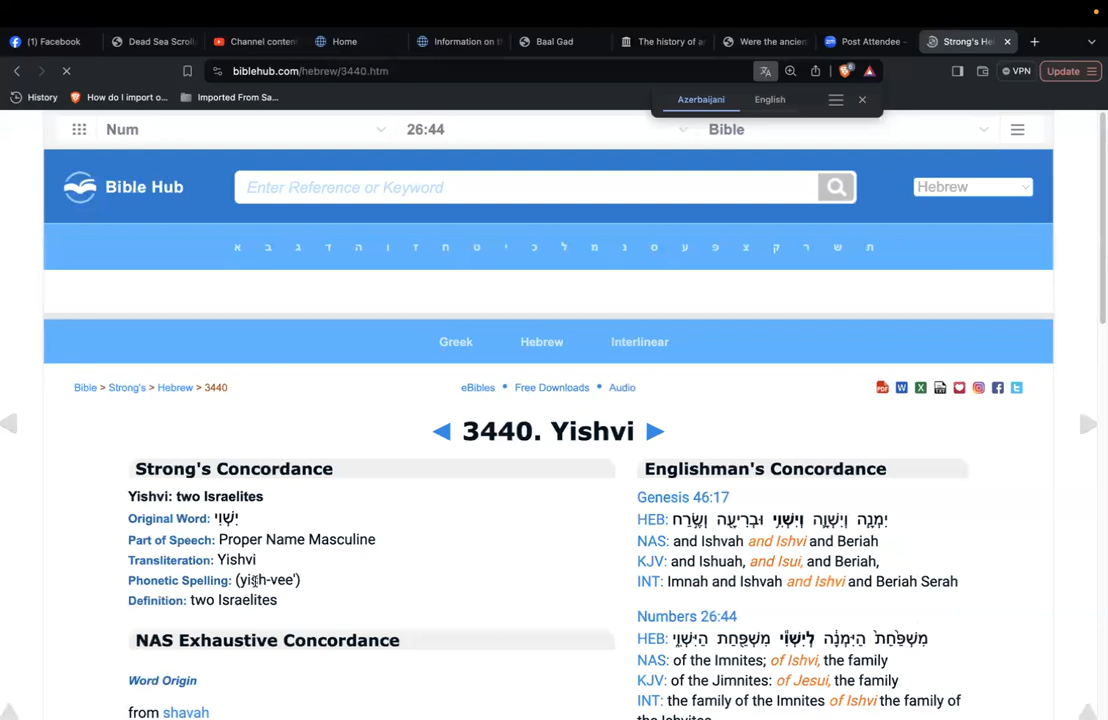 (1) Facebook
Dead Sea Scroll
Channel conten
Home
Information on t
Baal Gad
The history of a
Were the ancien
Post Attendee -
Strong's He
biblehub.com/hebrew/3440.htm
VPN
Update
History
How do I import o...
Imported From Sa...
Azerbaijani
English
Num
26:44
Bible
Bible Hub
Enter Reference or Keyword
Hebrew
א ב ג ד ה ו ז ח ט י כ ל מ נ ס ע פ צ ק ר ש ת
Greek
Hebrew
Interlinear
Bible > Strong's > Hebrew > 3440
eBibles • Free Downloads • Audio
◀ 3440. Yishvi ▶
Strong's Concordance
Yishvi: two Israelites
Original Word: יִשְׁוִי
Part of Speech: Proper Name Masculine
Transliteration: Yishvi
Phonetic Spelling: (yish-vee')
Definition: two Israelites
NAS Exhaustive Concordance
Word Origin
from shavah
Englishman's Concordance
Genesis 46:17
HEB: יִמְנָ֧ה וְיִשְׁוָ֛ה וְיִשְׁוִ֥י וּבְרִיעָ֖ה וְשֶׂ֣רַח
NAS: and Ishvah and Ishvi and Beriah
KJV: and Ishuah, and Isui, and Beriah,
INT: Imnah and Ishvah and Ishvi and Beriah Serah
Numbers 26:44
HEB: מִשְׁפַּ֙חַת֙ הַיִּמְנָ֔ה לְיִשְׁוִ֕י מִשְׁפַּ֖חַת הַיִּשְׁוִ֑י
NAS: of the Imnites; of Ishvi, the family
KJV: of the Jimnites: of Jesui, the family
INT: the family of the Imnites of Ishvi the family of
the Ishvites